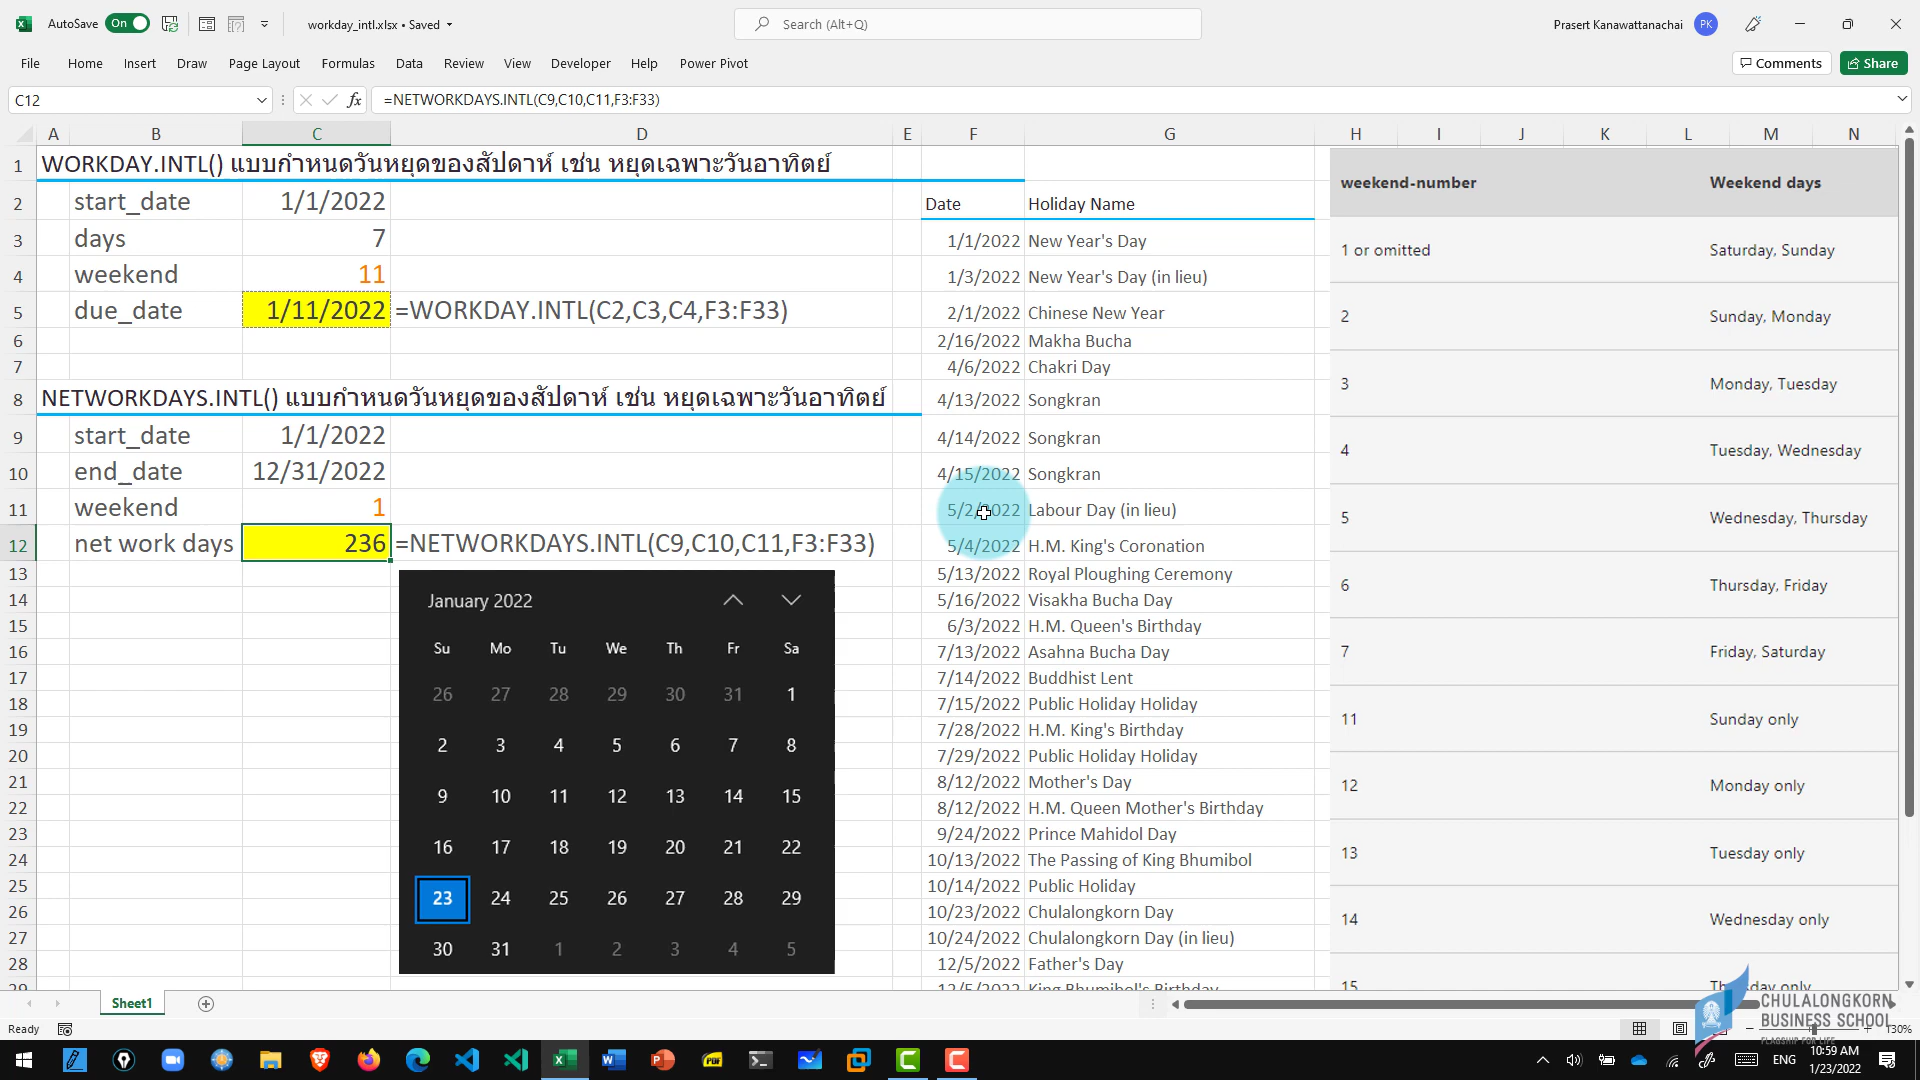 AutoSave On workday_intl.xlsx • Saved Search (Alt+Q) Prasert Kanawattanachai PK
File Home Insert Draw Page Layout Formulas Data Review View Developer Help Power Pivot Comments Share
C12 fx =NETWORKDAYS.INTL(C9,C10,C11,F3:F33)
A B C D E F G H I J K L M N
1 WORKDAY.INTL() แบบกำหนดวันหยุดของสัปดาห์ เช่น หยุดเฉพาะวันอาทิตย์
2 start_date 1/1/2022 Date Holiday Name
3 days 7 1/1/2022 New Year's Day
4 weekend 11 1/3/2022 New Year's Day (in lieu)
5 due_date 1/11/2022 =WORKDAY.INTL(C2,C3,C4,F3:F33) 2/1/2022 Chinese New Year
6 2/16/2022 Makha Bucha
7 4/6/2022 Chakri Day
8 NETWORKDAYS.INTL() แบบกำหนดวันหยุดของสัปดาห์ เช่น หยุดเฉพาะวันอาทิตย์ 4/13/2022 Songkran
9 start_date 1/1/2022 4/14/2022 Songkran
10 end_date 12/31/2022 4/15/2022 Songkran
11 weekend 1 5/2/2022 Labour Day (in lieu)
12 net work days 236 =NETWORKDAYS.INTL(C9,C10,C11,F3:F33) 5/4/2022 H.M. King's Coronation
13 5/13/2022 Royal Ploughing Ceremony
14 5/16/2022 Visakha Bucha Day
15 6/3/2022 H.M. Queen's Birthday
16 7/13/2022 Asahna Bucha Day
17 7/14/2022 Buddhist Lent
18 7/15/2022 Public Holiday Holiday
19 7/28/2022 H.M. King's Birthday
20 7/29/2022 Public Holiday Holiday
21 8/12/2022 Mother's Day
22 8/12/2022 H.M. Queen Mother's Birthday
23 9/24/2022 Prince Mahidol Day
24 10/13/2022 The Passing of King Bhumibol
25 10/14/2022 Public Holiday
26 10/23/2022 Chulalongkorn Day
27 10/24/2022 Chulalongkorn Day (in lieu)
28 12/5/2022 Father's Day
29 12/5/2022 King Bhumibol's Birthday
January 2022
Su Mo Tu We Th Fr Sa
26 27 28 29 30 31 1
2 3 4 5 6 7 8
9 10 11 12 13 14 15
16 17 18 19 20 21 22
23 24 25 26 27 28 29
30 31 1 2 3 4 5
weekend-number Weekend days
1 or omitted Saturday, Sunday
2 Sunday, Monday
3 Monday, Tuesday
4 Tuesday, Wednesday
5 Wednesday, Thursday
6 Thursday, Friday
7 Friday, Saturday
11 Sunday only
12 Monday only
13 Tuesday only
14 Wednesday only
15 Thursday only
Sheet1
CHULALONGKORN
BUSINESS SCHOOL
FLAGSHIP FOR LIFE
Ready 130%
PDF ENG 10:59 AM
1/23/2022